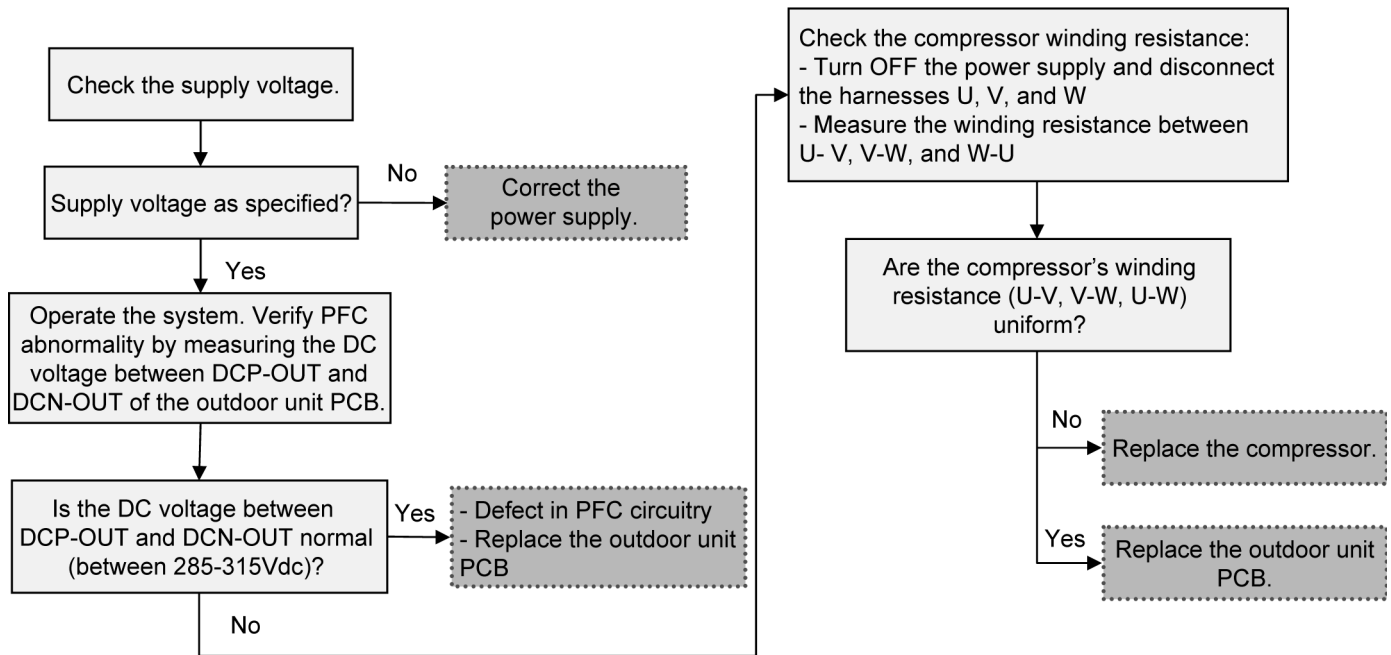 Check the supply voltage.
Supply voltage as specified?
No
Correct the
power supply.
Yes
Operate the system. Verify PFC
abnormality by measuring the DC
voltage between DCP-OUT and
DCN-OUT of the outdoor unit PCB.
Is the DC voltage between
DCP-OUT and DCN-OUT normal
(between 285-315Vdc)?
Yes
- Defect in PFC circuitry
- Replace the outdoor unit
PCB
No
Check the compressor winding resistance:
- Turn OFF the power supply and disconnect
the harnesses U, V, and W
- Measure the winding resistance between
U- V, V-W, and W-U
Are the compressor’s winding
resistance (U-V, V-W, U-W)
uniform?
No
Replace the compressor.
Yes
Replace the outdoor unit
PCB.